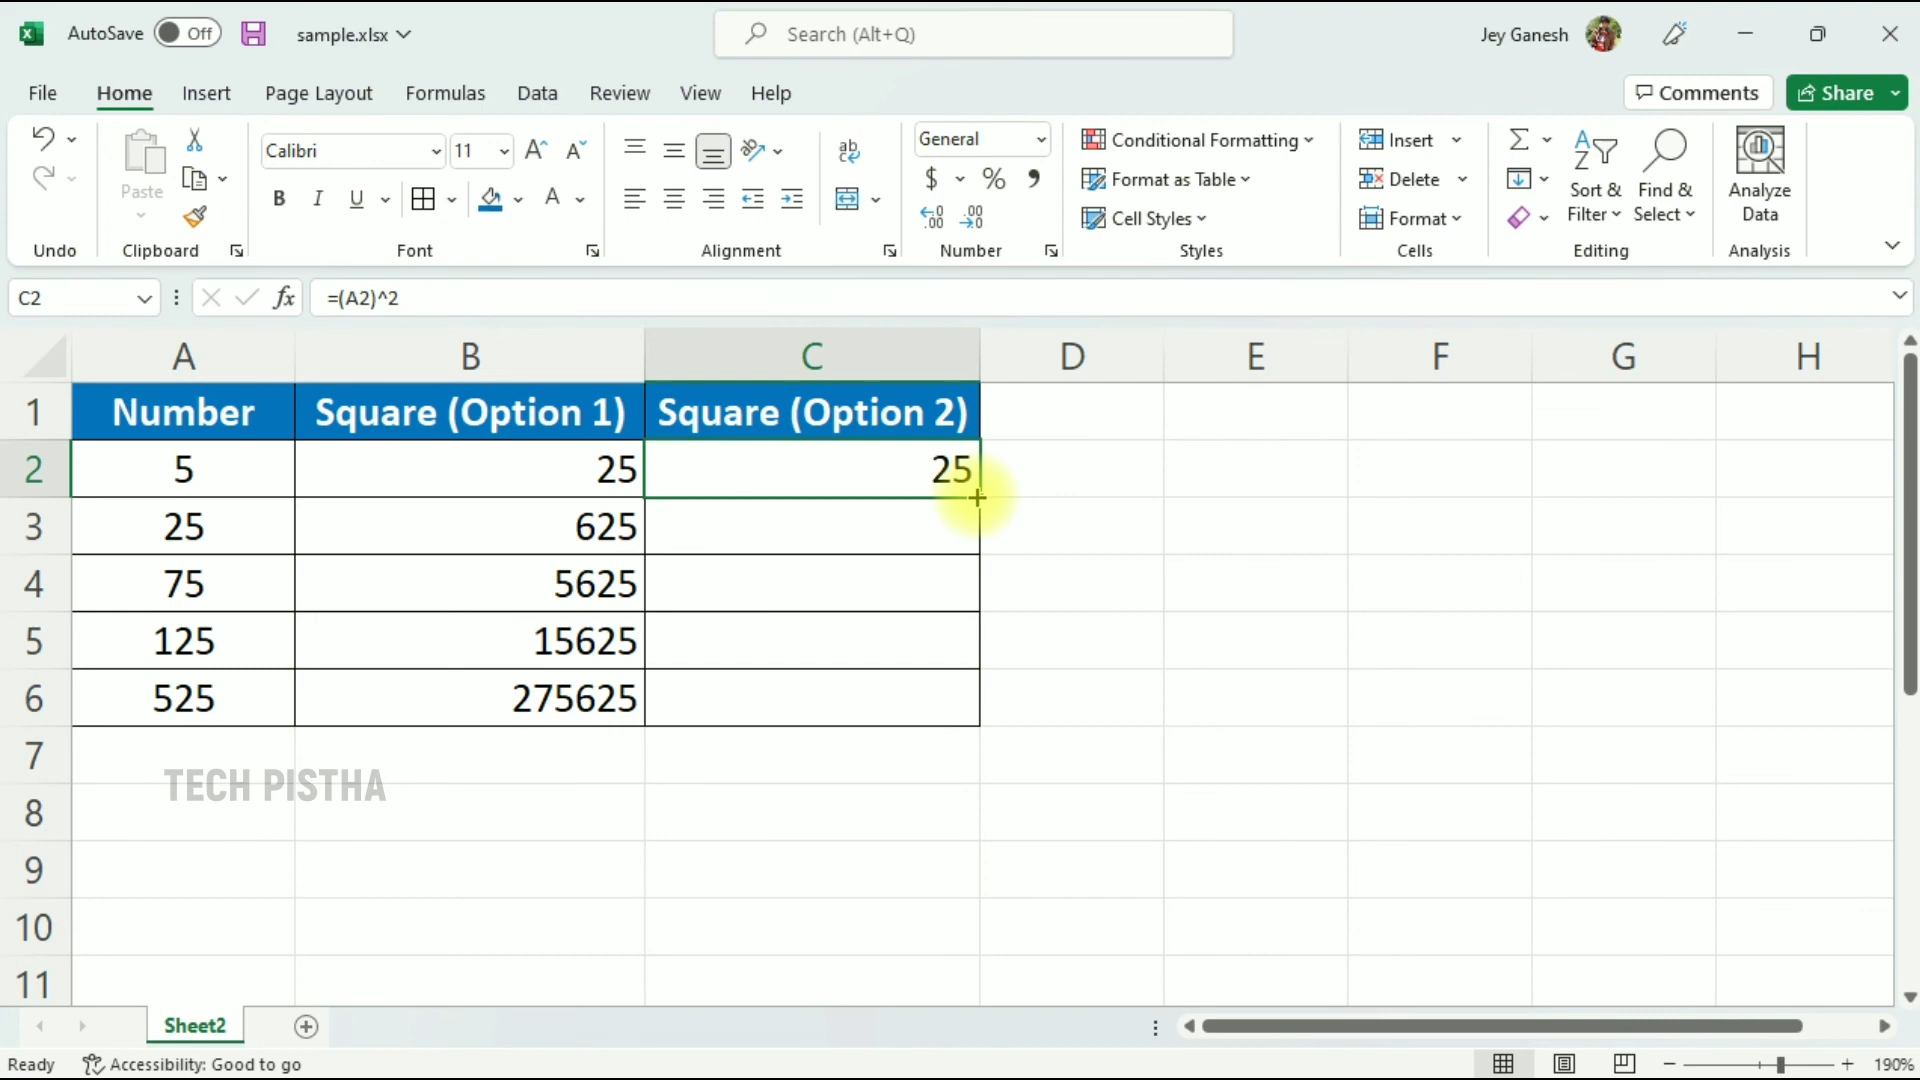 AutoSave Off sample.xlsx Search (Alt+Q) Jey Ganesh
File Home Insert Page Layout Formulas Data Review View Help Comments Share
Calibri 11 ab General Conditional Formatting Insert
Paste $ % Format as Table Delete Sort & Find & Analyze
B I U A Cell Styles Format Filter Select Data
Undo Clipboard Font Alignment Number Styles Cells Editing Analysis
C2 fx =(A2)^2
A B C D E F G H
1 Number Square (Option 1) Square (Option 2)
2 5 25 25
3 25 625
4 75 5625
5 125 15625
6 525 275625
7
TECH PISTHA
8
9
10
11
Sheet2
Ready Accessibility: Good to go 190%